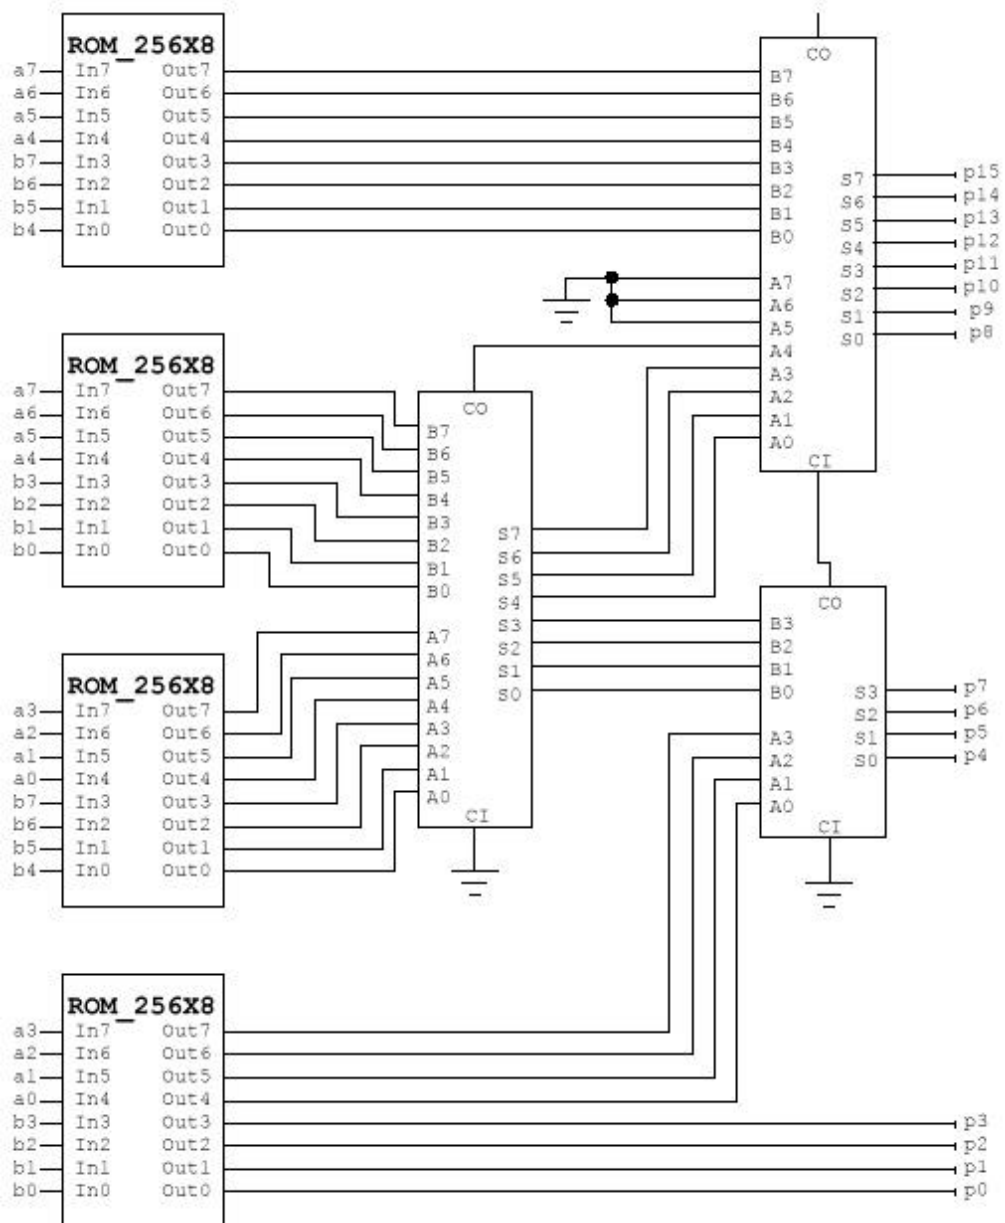 ROM_256X8
a7 In7 Out7
a6 In6 Out6
a5 In5 Out5
a4 In4 Out4
b7 In3 Out3
b6 In2 Out2
b5 In1 Out1
b4 In0 Out0
ROM_256X8
a7 In7 Out7
a6 In6 Out6
a5 In5 Out5
a4 In4 Out4
b3 In3 Out3
b2 In2 Out2
b1 In1 Out1
b0 In0 Out0
ROM_256X8
a3 In7 Out7
a2 In6 Out6
a1 In5 Out5
a0 In4 Out4
b7 In3 Out3
b6 In2 Out2
b5 In1 Out1
b4 In0 Out0
ROM_256X8
a3 In7 Out7
a2 In6 Out6
a1 In5 Out5
a0 In4 Out4
b3 In3 Out3
b2 In2 Out2
b1 In1 Out1
b0 In0 Out0
CO
B7
B6
B5
B4
B3
B2
B1
B0
A7
A6
A5
A4
A3
A2
A1
A0
S7
S6
S5
S4
S3
S2
S1
S0
CI
CO
B7
B6
B5
B4
B3
B2
B1
B0
A7
A6
A5
A4
A3
A2
A1
A0
S7 p15
S6 p14
S5 p13
S4 p12
S3 p11
S2 p10
S1 p9
S0 p8
CI
CO
B3
B2
B1
B0
A3
A2
A1
A0
S3 p7
S2 p6
S1 p5
S0 p4
CI
p3
p2
p1
p0